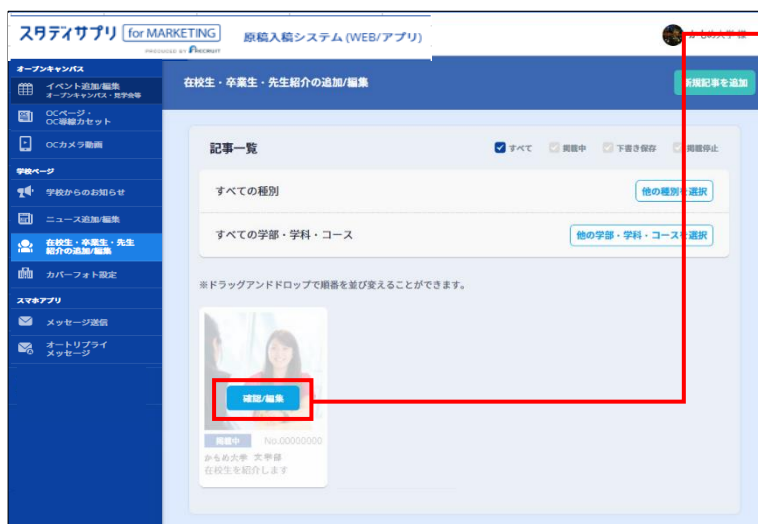 スタディサプリ for MARKETING
PRODUCED BY RECRUIT
原稿入稿システム (WEB/アプリ)
かもめ大学 様
オープンキャンパス
イベント追加/編集
オープンキャンパス・見学会等
OCページ・
OC導線カセット
OCカメラ動画
学校ページ
学校からのお知らせ
ニュース追加/編集
在校生・卒業生・先生
紹介の追加/編集
カバーフォト設定
スマホアプリ
メッセージ送信
オートリプライ
メッセージ
在校生・卒業生・先生紹介の追加/編集
新規記事を追加
記事一覧
すべて 掲載中 下書き保存 掲載停止
すべての種別
他の種別を選択
すべての学部・学科・コース
他の学部・学科・コースを選択
※ドラッグアンドドロップで順番を並び変えることができます。
確認/編集
掲載中 No.00000000
かもめ大学 文学部
在校生を紹介します